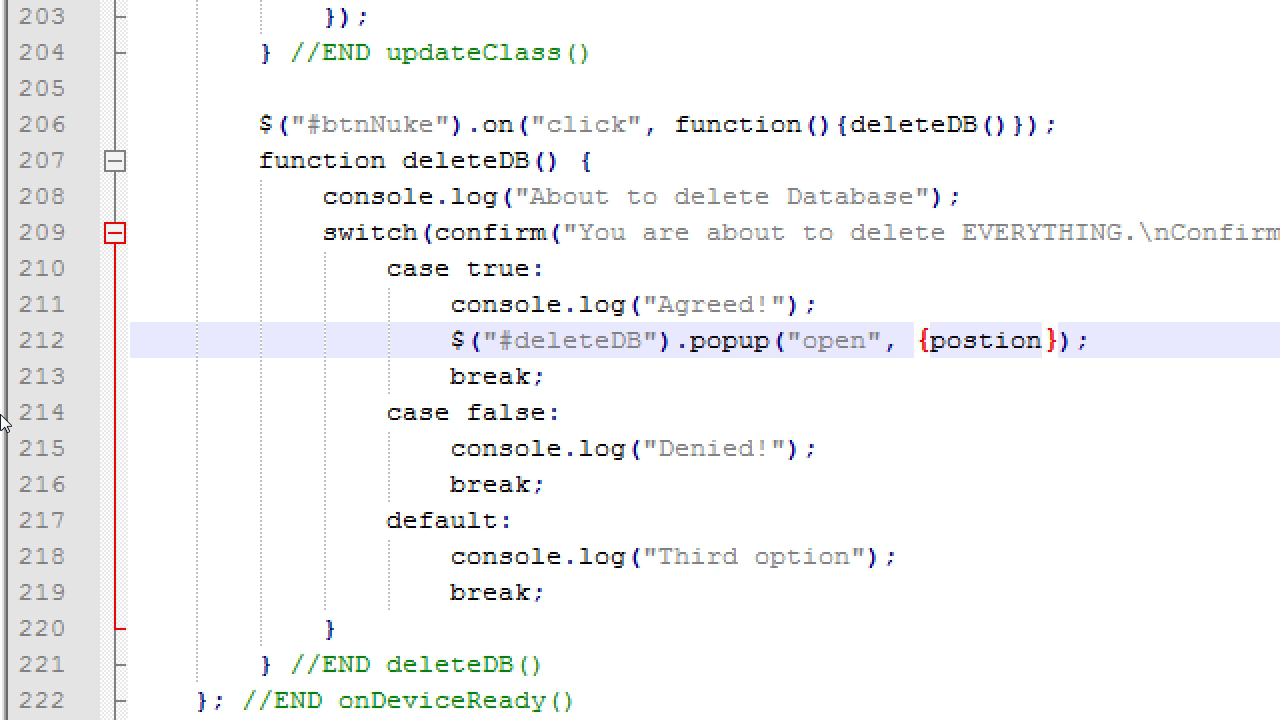 203 });
204 } //END updateClass()
205
206 $("#btnNuke").on("click", function(){deleteDB()});
207 function deleteDB() {
208 console.log("About to delete Database");
209 switch(confirm("You are about to delete EVERYTHING.\nConfirm
210 case true:
211 console.log("Agreed!");
212 $("#deleteDB").popup("open", {postion});
213 break;
214 case false:
215 console.log("Denied!");
216 break;
217 default:
218 console.log("Third option");
219 break;
220 }
221 } //END deleteDB()
222 }; //END onDeviceReady()